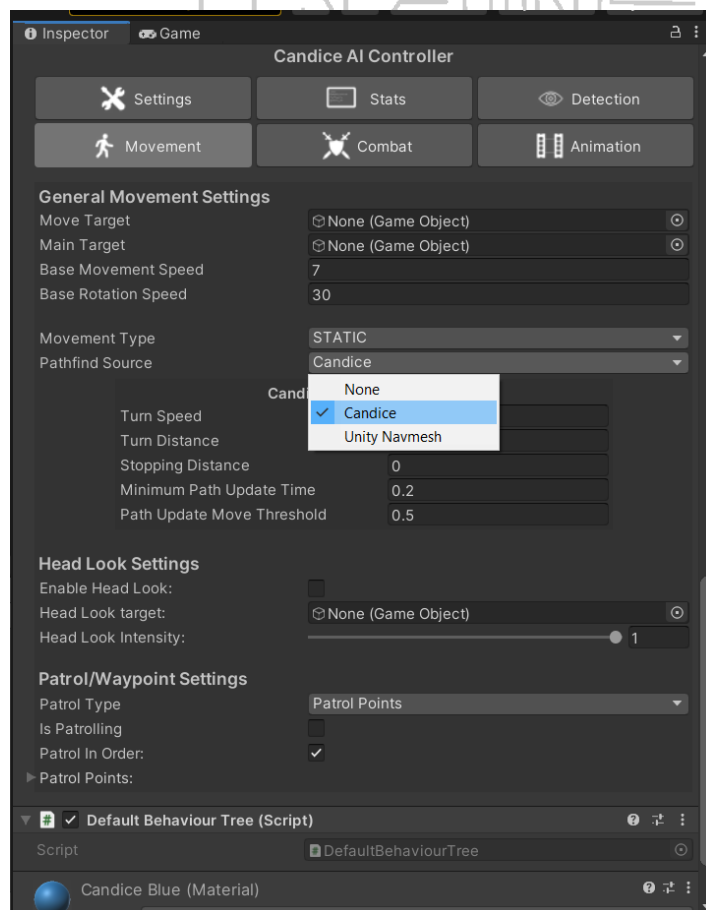 Inspector Game
Candice AI Controller
Settings Stats Detection
Movement Combat Animation
General Movement Settings
Move Target None (Game Object)
Main Target None (Game Object)
Base Movement Speed 7
Base Rotation Speed 30
Movement Type STATIC
Pathfind Source Candice
Candi
None
Candice
Unity Navmesh
Turn Speed
Turn Distance
Stopping Distance 0
Minimum Path Update Time 0.2
Path Update Move Threshold 0.5
Head Look Settings
Enable Head Look:
Head Look target: None (Game Object)
Head Look Intensity: 1
Patrol/Waypoint Settings
Patrol Type Patrol Points
Is Patrolling
Patrol In Order:
Patrol Points:
# Default Behaviour Tree (Script)
Script DefaultBehaviourTree
Candice Blue (Material)